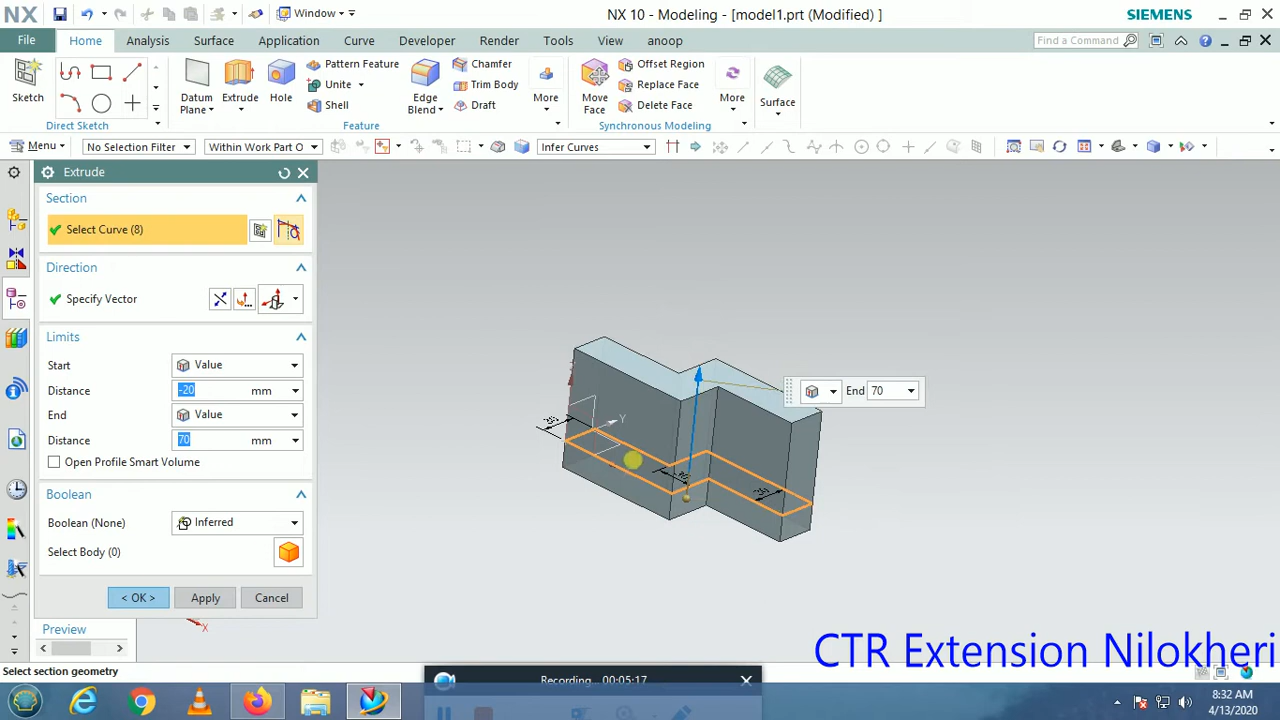 NX
Window
NX 10 - Modeling - [model1.prt (Modified) ]
SIEMENS
File
Home
Analysis
Surface
Application
Curve
Developer
Render
Tools
View
anoop
Find a Command
Sketch
Datum Plane
Extrude
Hole
Pattern Feature
Unite
Shell
Edge Blend
Chamfer
Trim Body
Draft
More
Move Face
Offset Region
Replace Face
Delete Face
More
Surface
Direct Sketch
Feature
Synchronous Modeling
Menu
No Selection Filter
Within Work Part O
Infer Curves
Extrude
Section
Select Curve (8)
Direction
Specify Vector
Limits
Start
Value
Distance
-20
mm
End
Value
Distance
70
mm
Open Profile Smart Volume
Boolean
Boolean (None)
Inferred
Select Body (0)
< OK >
Apply
Cancel
Preview
End 70
Y
X
Select section geometry
CTR Extension Nilokheri
Recording... 00:05:17
8:32 AM
4/13/2020